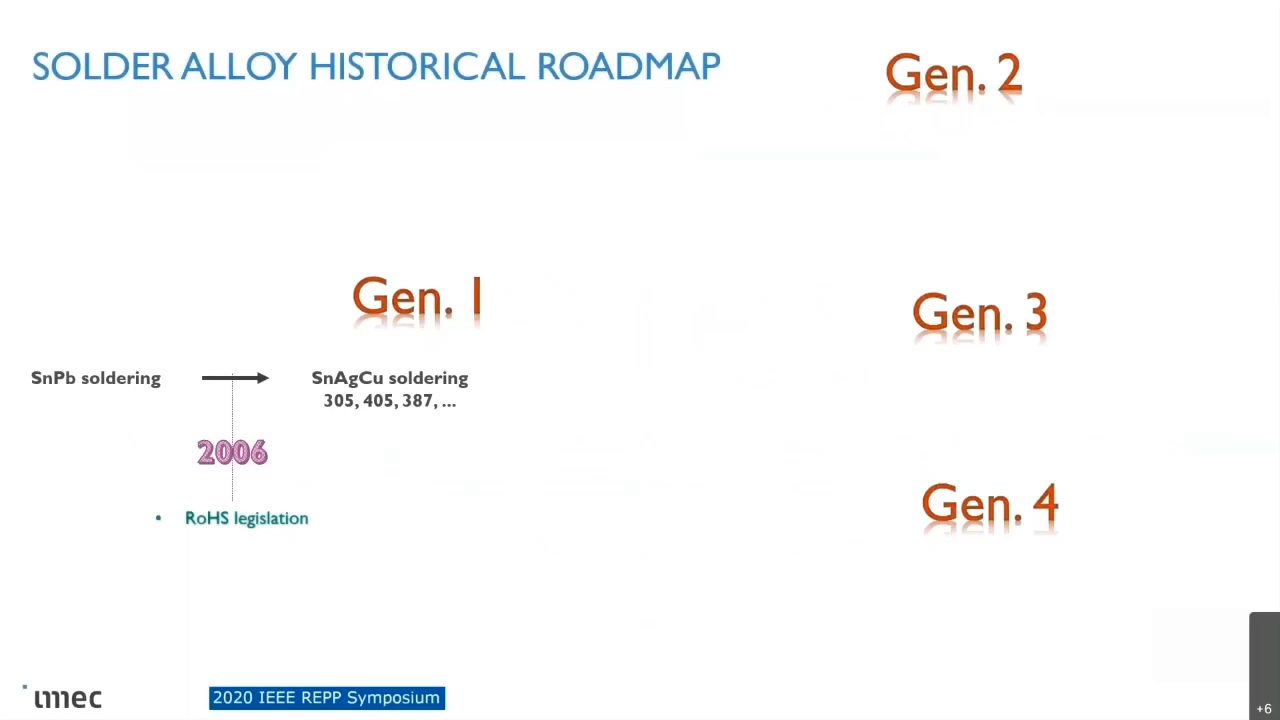 SOLDER ALLOY HISTORICAL ROADMAP
Gen. 2
Gen. 1
Gen. 3
SnPb soldering
SnAgCu soldering
305, 405, 387, ...
2006
Gen. 4
• RoHS legislation
imec
2020 IEEE REPP Symposium
+6